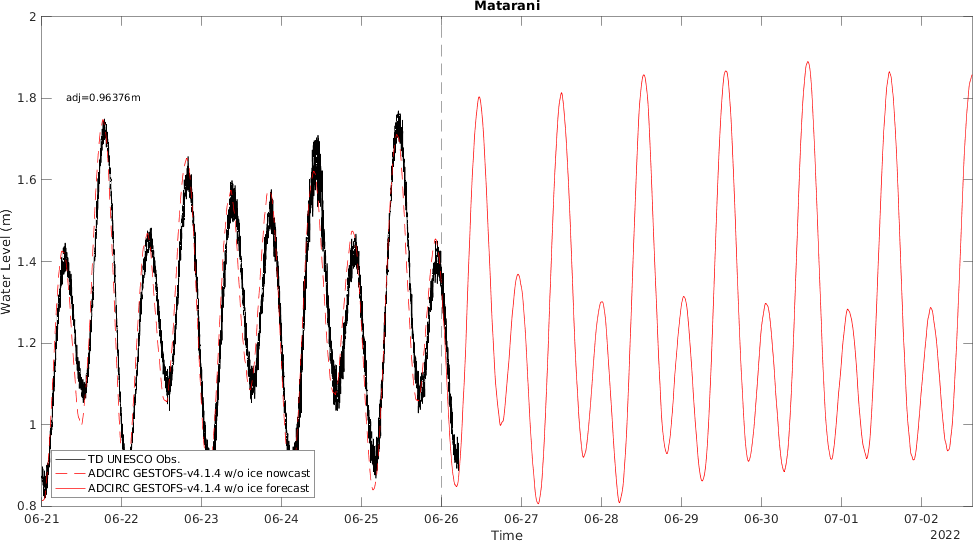 Matarani
2
1.8
1.6
1.4
1.2
1
0.8
Water Level (m)
adj=0.96376m
TD UNESCO Obs.
ADCIRC GESTOFS-v4.1.4 w/o ice nowcast
ADCIRC GESTOFS-v4.1.4 w/o ice forecast
06-21 06-22 06-23 06-24 06-25 06-26 06-27 06-28 06-29 06-30 07-01 07-02
Time
2022